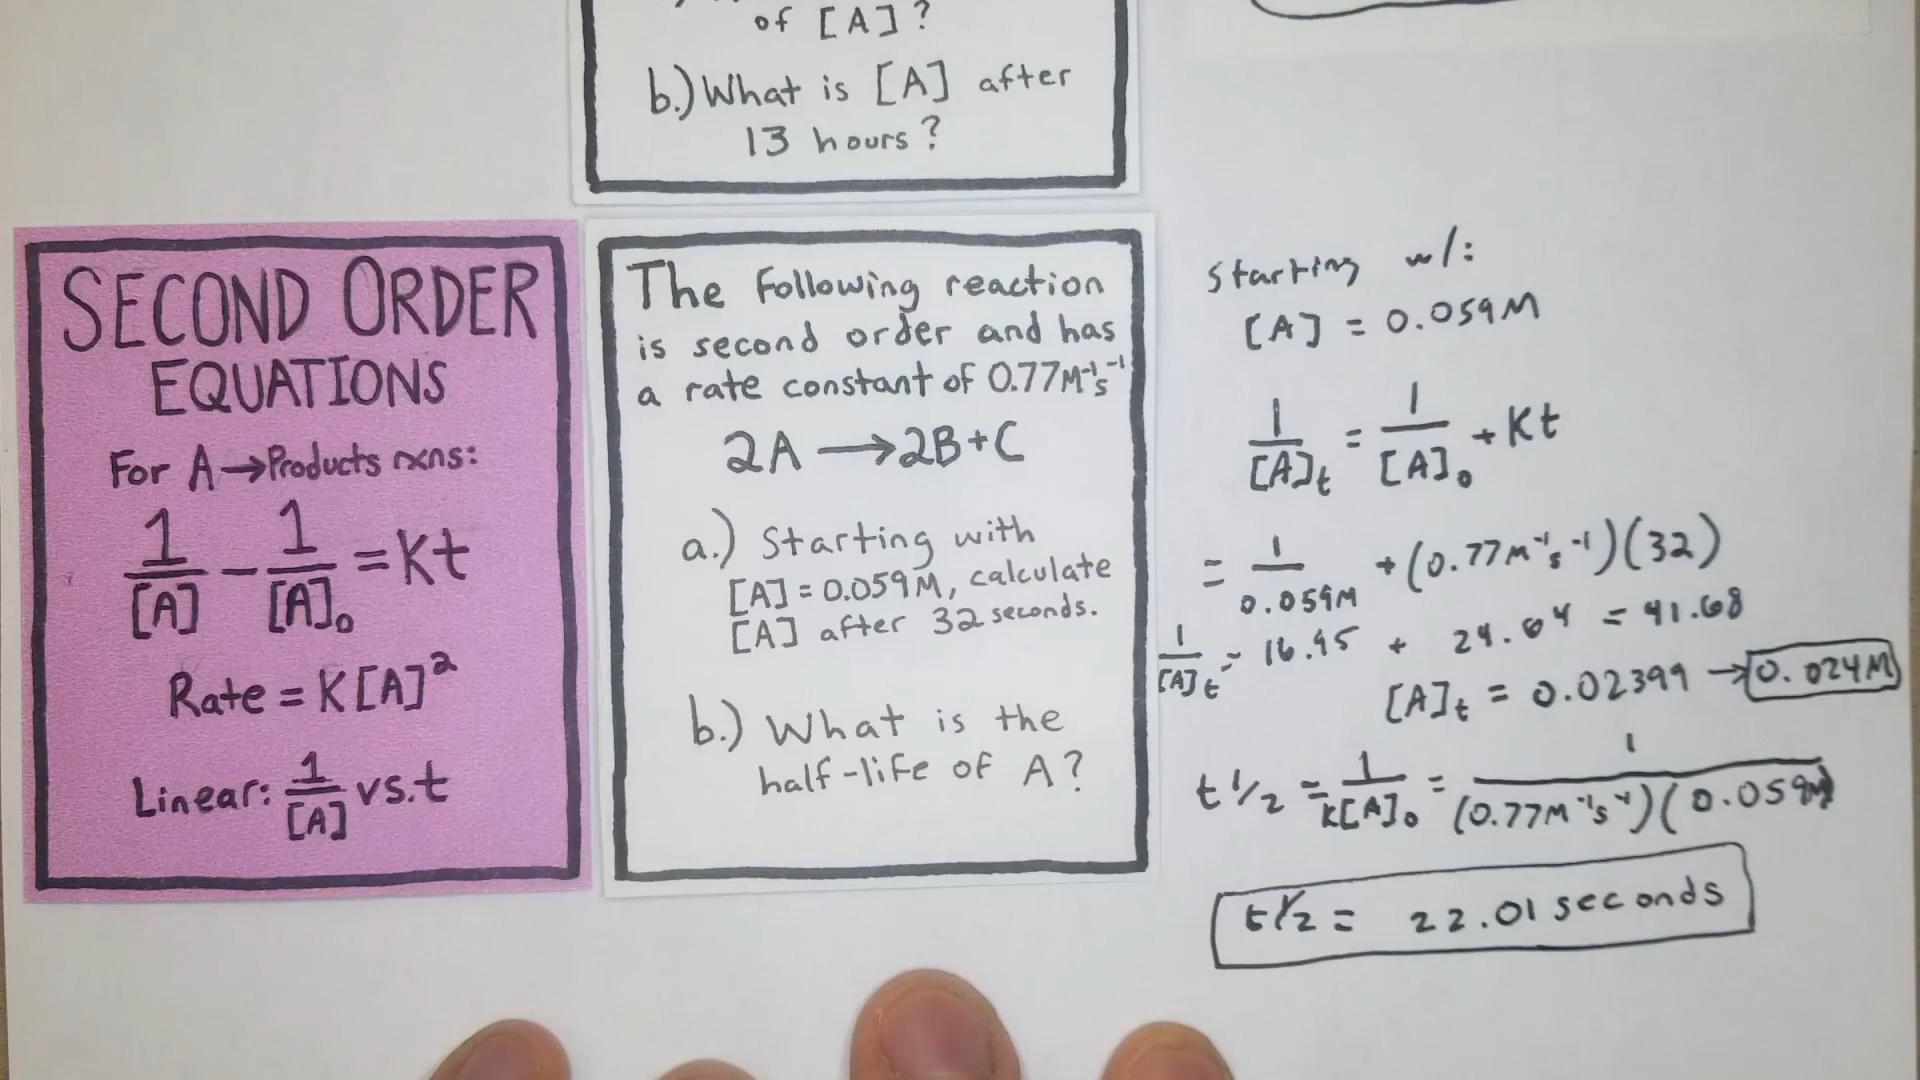 of [A]?
b.) What is [A] after
13 hours?
SECOND ORDER
EQUATIONS
For A→Products rxns:
1/[A] - 1/[A]₀ = Kt
Rate = K[A]²
Linear: 1/[A] vs. t
The following reaction
is second order and has
a rate constant of 0.77M⁻¹s⁻¹
2A → 2B + C
a.) Starting with
[A] = 0.059M, calculate
[A] after 32 seconds.
b.) What is the
half-life of A?
Starting w/:
[A] = 0.059M
1/[A]t = 1/[A]₀ + Kt
= 1/0.059M + (0.77M⁻¹s⁻¹)(32)
1/[A]t = 16.95 + 24.64 = 41.68
[A]t = 0.02399 → 0.024M
t 1/2 = 1/K[A]₀ = 1/(0.77M⁻¹s⁻¹)(0.059M)
t 1/2 = 22.01 seconds